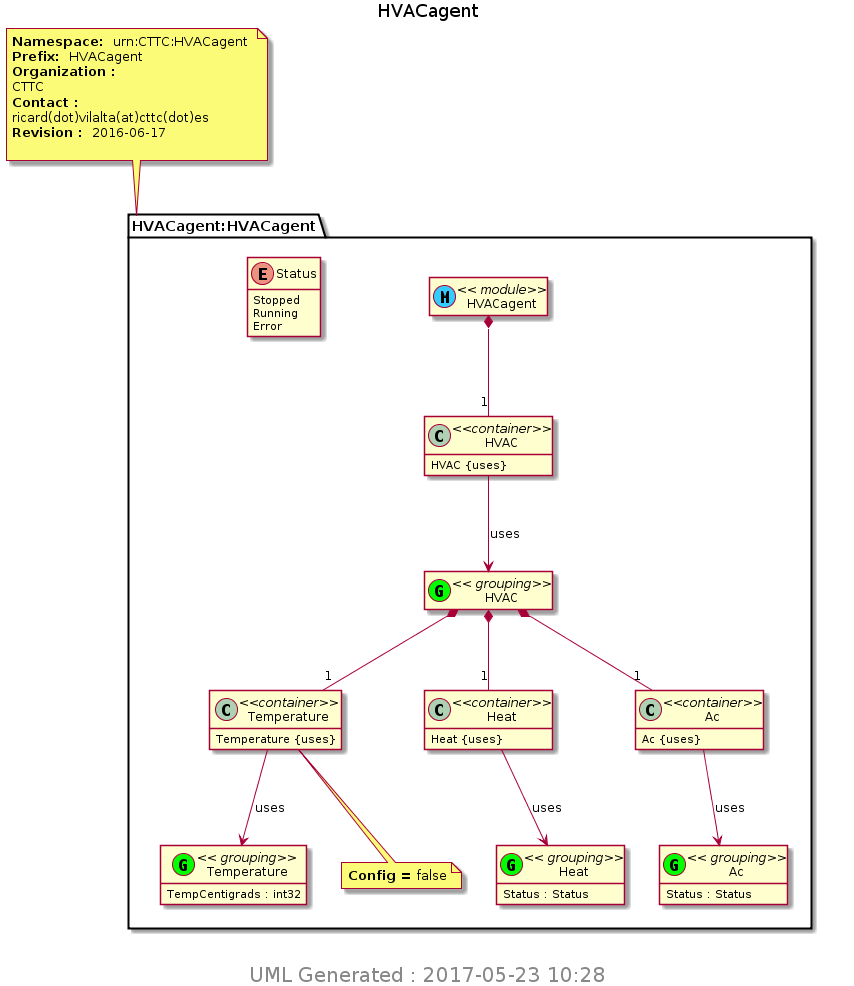 HVACagent
Namespace: urn:CTTC:HVACagent
Prefix: HVACagent
Organization :
CTTC
Contact :
ricard(dot)vilalta(at)cttc(dot)es
Revision : 2016-06-17
HVACagent:HVACagent
E Status
Stopped
Running
Error
M << module>>
HVACagent
1
C <<container>>
HVAC
HVAC {uses}
uses
G << grouping>>
HVAC
1
1
1
C <<container>>
Temperature
Temperature {uses}
C <<container>>
Heat
Heat {uses}
C <<container>>
Ac
Ac {uses}
uses
uses
uses
G << grouping>>
Temperature
TempCentigrads : int32
Config = false
G << grouping>>
Heat
Status : Status
G << grouping>>
Ac
Status : Status
UML Generated : 2017-05-23 10:28